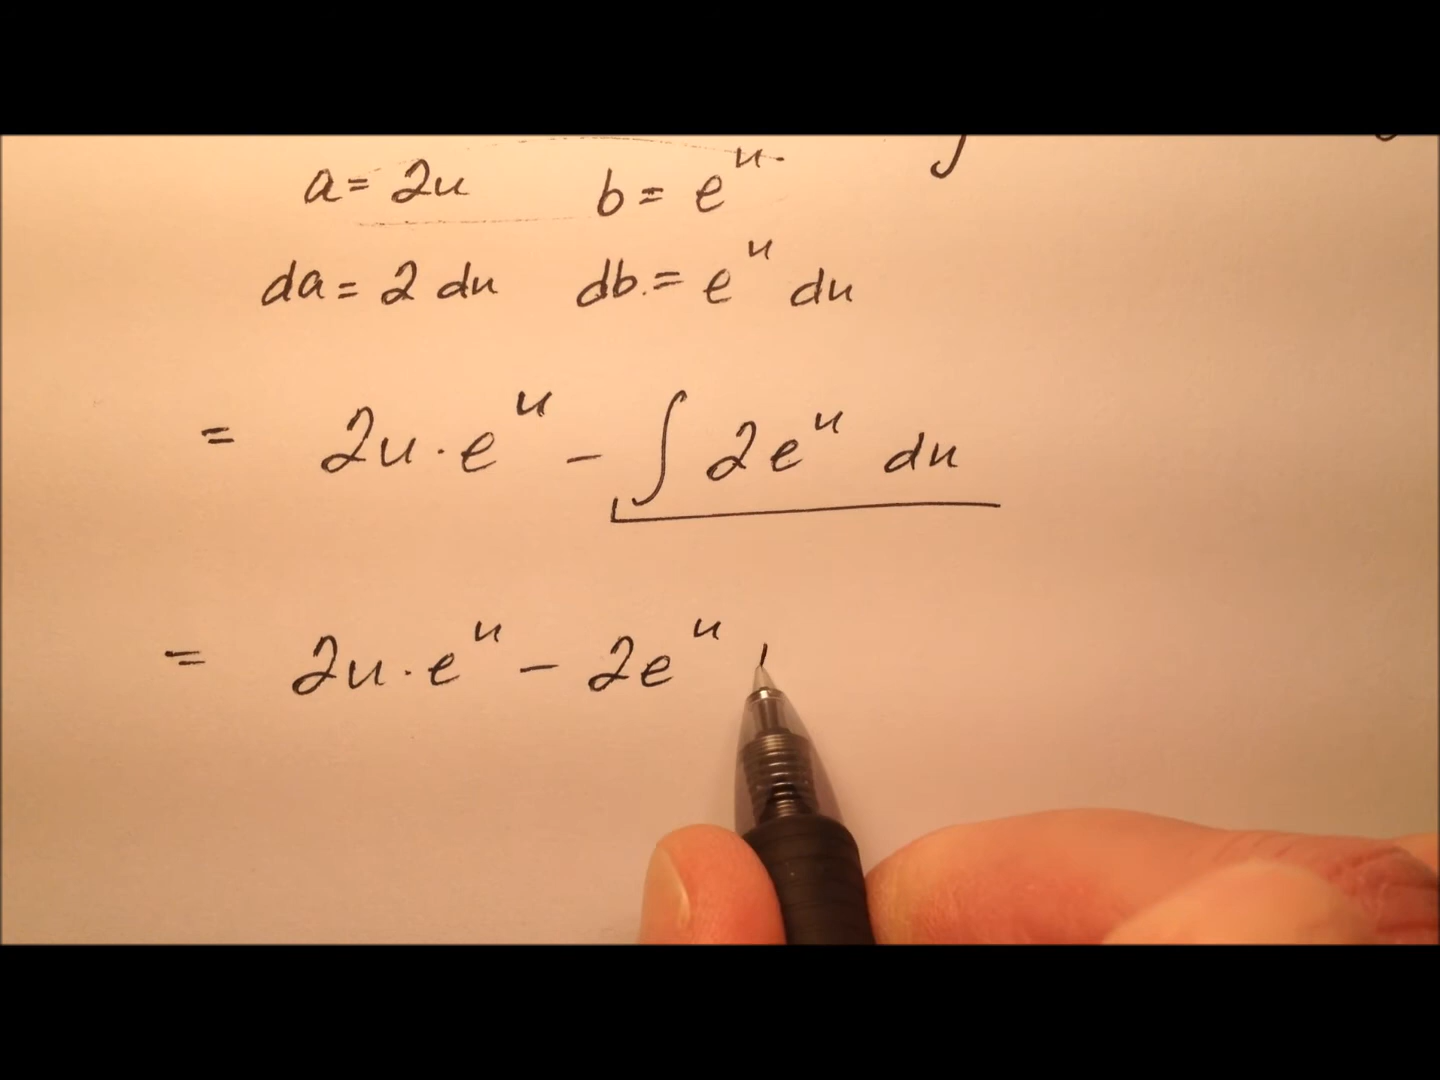 a = 2u b = e^u
da = 2 du db = e^u du
= 2u · e^u - ∫ 2e^u du
= 2u · e^u - 2e^u